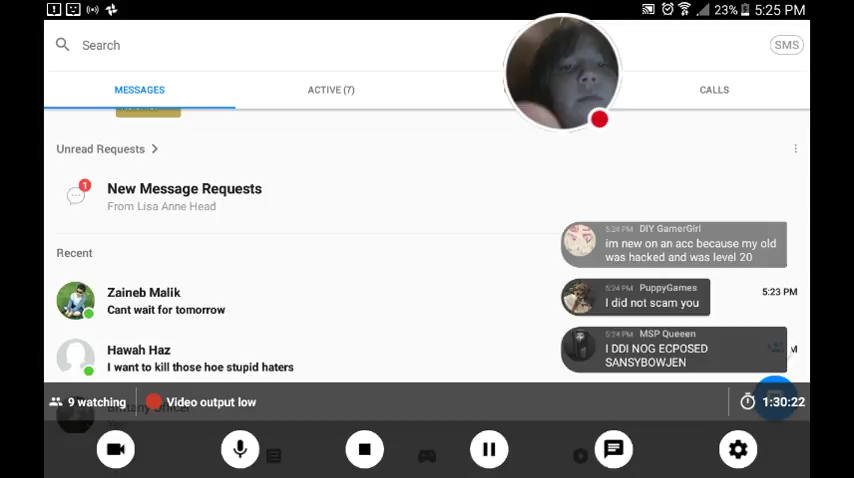 23% 5:25 PM
Search
SMS
MESSAGES
ACTIVE (7)
CALLS
Unread Requests
1
New Message Requests
From Lisa Anne Head
5:24 PM DIY GamerGirl
im new on an acc because my old
was hacked and was level 20
Recent
Zaineb Malik
5:23 PM
Cant wait for tomorrow
5:24 PM PuppyGames
I did not scam you
Hawah Haz
I want to kill those hoe stupid haters
5:24 PM MSP Queeen
I DDI NOG ECPOSED
SANSYBOWJEN
M
9 watching
Video output low
1:30:22